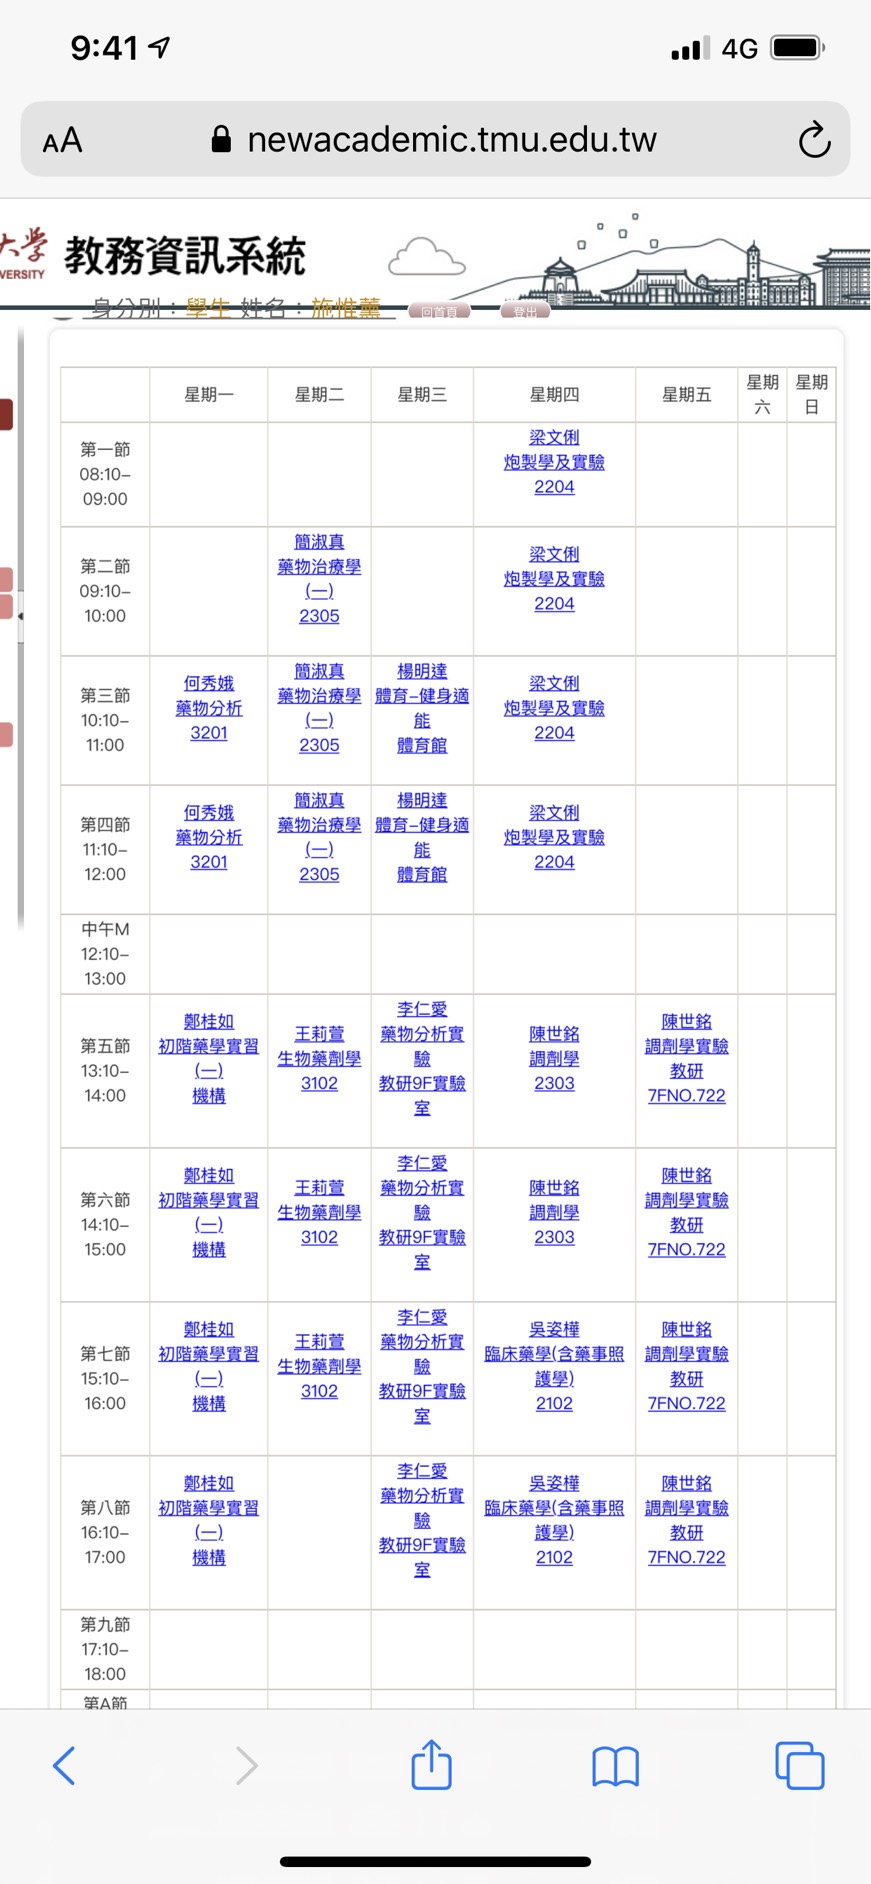 9:41
4G
AA
newacademic.tmu.edu.tw
大學
VERSITY
教務資訊系統
身分別：學生 姓名：施惟薰
回首頁
登出
星期一
星期二
星期三
星期四
星期五
星期
六
星期
日
第一節
08:10–
09:00
梁文俐
炮製學及實驗
2204
第二節
09:10–
10:00
簡淑真
藥物治療學
(一)
2305
梁文俐
炮製學及實驗
2204
第三節
10:10–
11:00
何秀娥
藥物分析
3201
簡淑真
藥物治療學
(一)
2305
楊明達
體育–健身適
能
體育館
梁文俐
炮製學及實驗
2204
第四節
11:10–
12:00
何秀娥
藥物分析
3201
簡淑真
藥物治療學
(一)
2305
楊明達
體育–健身適
能
體育館
梁文俐
炮製學及實驗
2204
中午M
12:10–
13:00
第五節
13:10–
14:00
鄭桂如
初階藥學實習
(一)
機構
王莉萱
生物藥劑學
3102
李仁愛
藥物分析實
驗
教研9F實驗
室
陳世銘
調劑學
2303
陳世銘
調劑學實驗
教研
7FNO.722
第六節
14:10–
15:00
鄭桂如
初階藥學實習
(一)
機構
王莉萱
生物藥劑學
3102
李仁愛
藥物分析實
驗
教研9F實驗
室
陳世銘
調劑學
2303
陳世銘
調劑學實驗
教研
7FNO.722
第七節
15:10–
16:00
鄭桂如
初階藥學實習
(一)
機構
王莉萱
生物藥劑學
3102
李仁愛
藥物分析實
驗
教研9F實驗
室
吳姿樺
臨床藥學(含藥事照
護學)
2102
陳世銘
調劑學實驗
教研
7FNO.722
第八節
16:10–
17:00
鄭桂如
初階藥學實習
(一)
機構
李仁愛
藥物分析實
驗
教研9F實驗
室
吳姿樺
臨床藥學(含藥事照
護學)
2102
陳世銘
調劑學實驗
教研
7FNO.722
第九節
17:10–
18:00
第A節